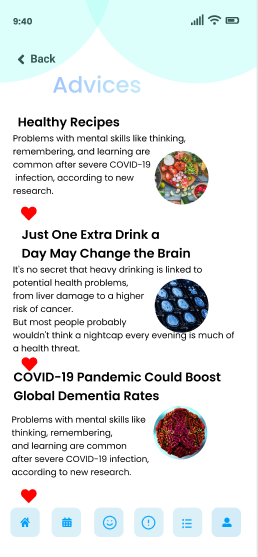 9:40
Back
Advices
Healthy Recipes
Problems with mental skills like thinking,
remembering, and learning are
common after severe COVID-19
infection, according to new
research.
Just One Extra Drink a
Day May Change the Brain
It's no secret that heavy drinking is linked to
potential health problems,
from liver damage to a higher
risk of cancer.
But most people probably
wouldn't think a nightcap every evening is much of
a health threat.
COVID-19 Pandemic Could Boost
Global Dementia Rates
Problems with mental skills like
thinking, remembering,
and learning are common
after severe COVID-19 infection,
according to new research.